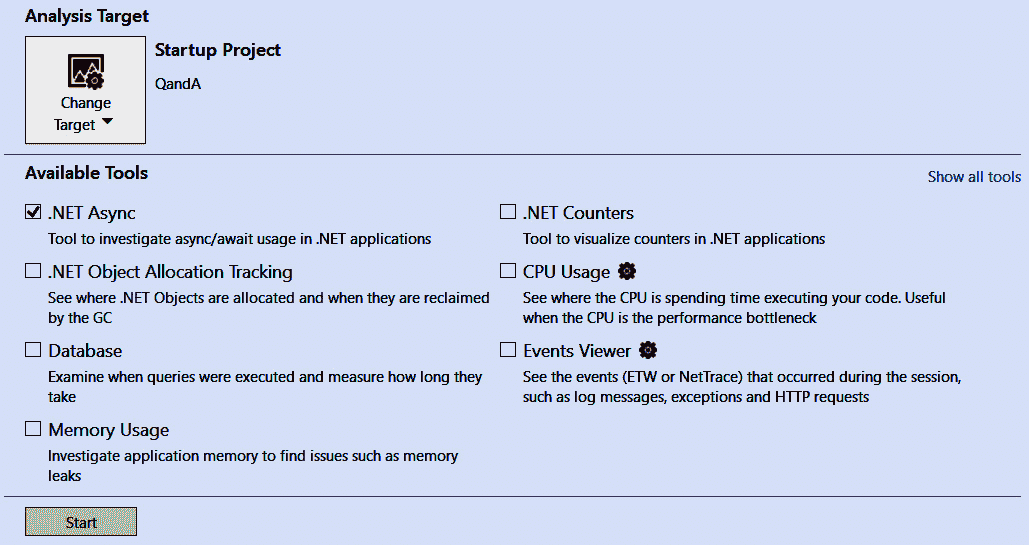 Analysis Target
Change
Target
Startup Project
QandA
Available Tools
Show all tools
.NET Async
Tool to investigate async/await usage in .NET applications
.NET Counters
Tool to visualize counters in .NET applications
.NET Object Allocation Tracking
See where .NET Objects are allocated and when they are reclaimed
by the GC
CPU Usage
See where the CPU is spending time executing your code. Useful
when the CPU is the performance bottleneck
Database
Examine when queries were executed and measure how long they
take
Events Viewer
See the events (ETW or NetTrace) that occurred during the session,
such as log messages, exceptions and HTTP requests
Memory Usage
Investigate application memory to find issues such as memory
leaks
Start